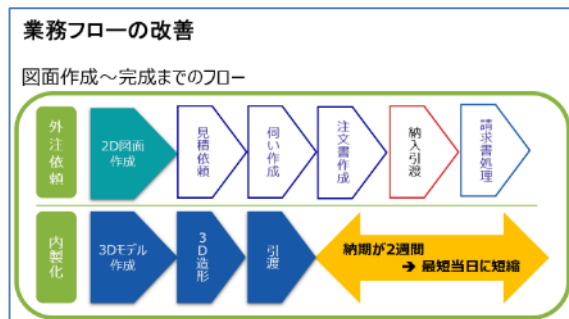 業務フローの改善
図面作成～完成までのフロー
外注依頼
2D図面
作成
見積依頼
伺い作成
注文書作成
納入引渡
請求書処理
内製化
3Dモデル
作成
3D造形
引渡
納期が2週間
➔ 最短当日に短縮